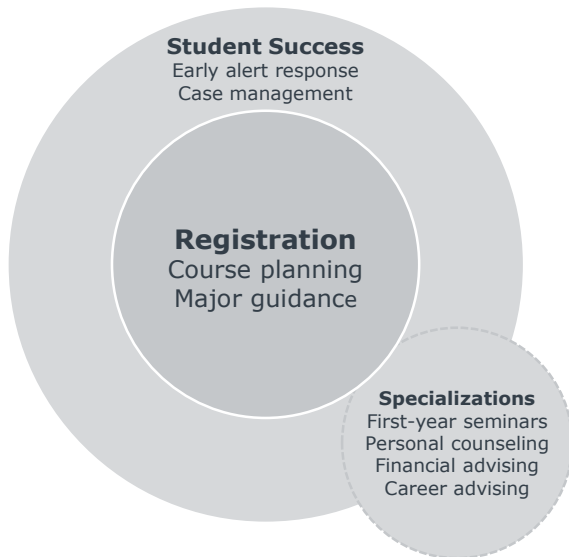 Student Success
Early alert response
Case management
Registration
Course planning
Major guidance
Specializations
First-year seminars
Personal counseling
Financial advising
Career advising